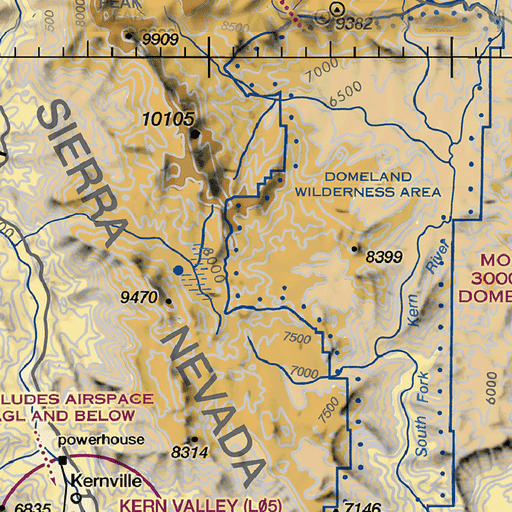 PEAK
8000
500
8500
9909
9382
7000
6500
10105
SIERRA
DOMELAND
WILDERNESS AREA
8000
8399
River
MO
3000
DOME
9470
Kern
7500
NEVADA
7000
6000
LUDES AIRSPACE
AGL AND BELOW
7500
South Fork
powerhouse
8314
Kernville
6835
KERN VALLEY (LØ5)
7146